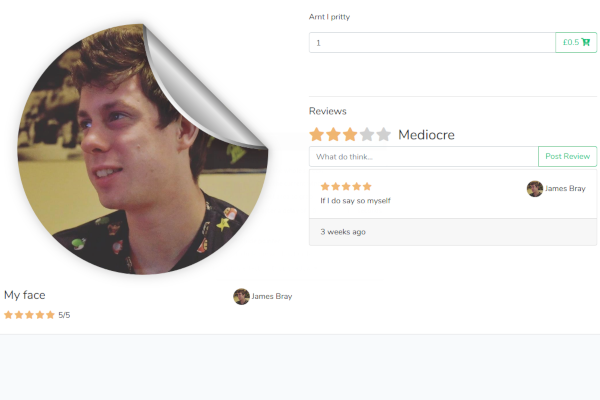 Arnt I pritty
1
£0.5
Reviews
Mediocre
What do think...
Post Review
James Bray
If I do say so myself
3 weeks ago
My face
James Bray
5/5